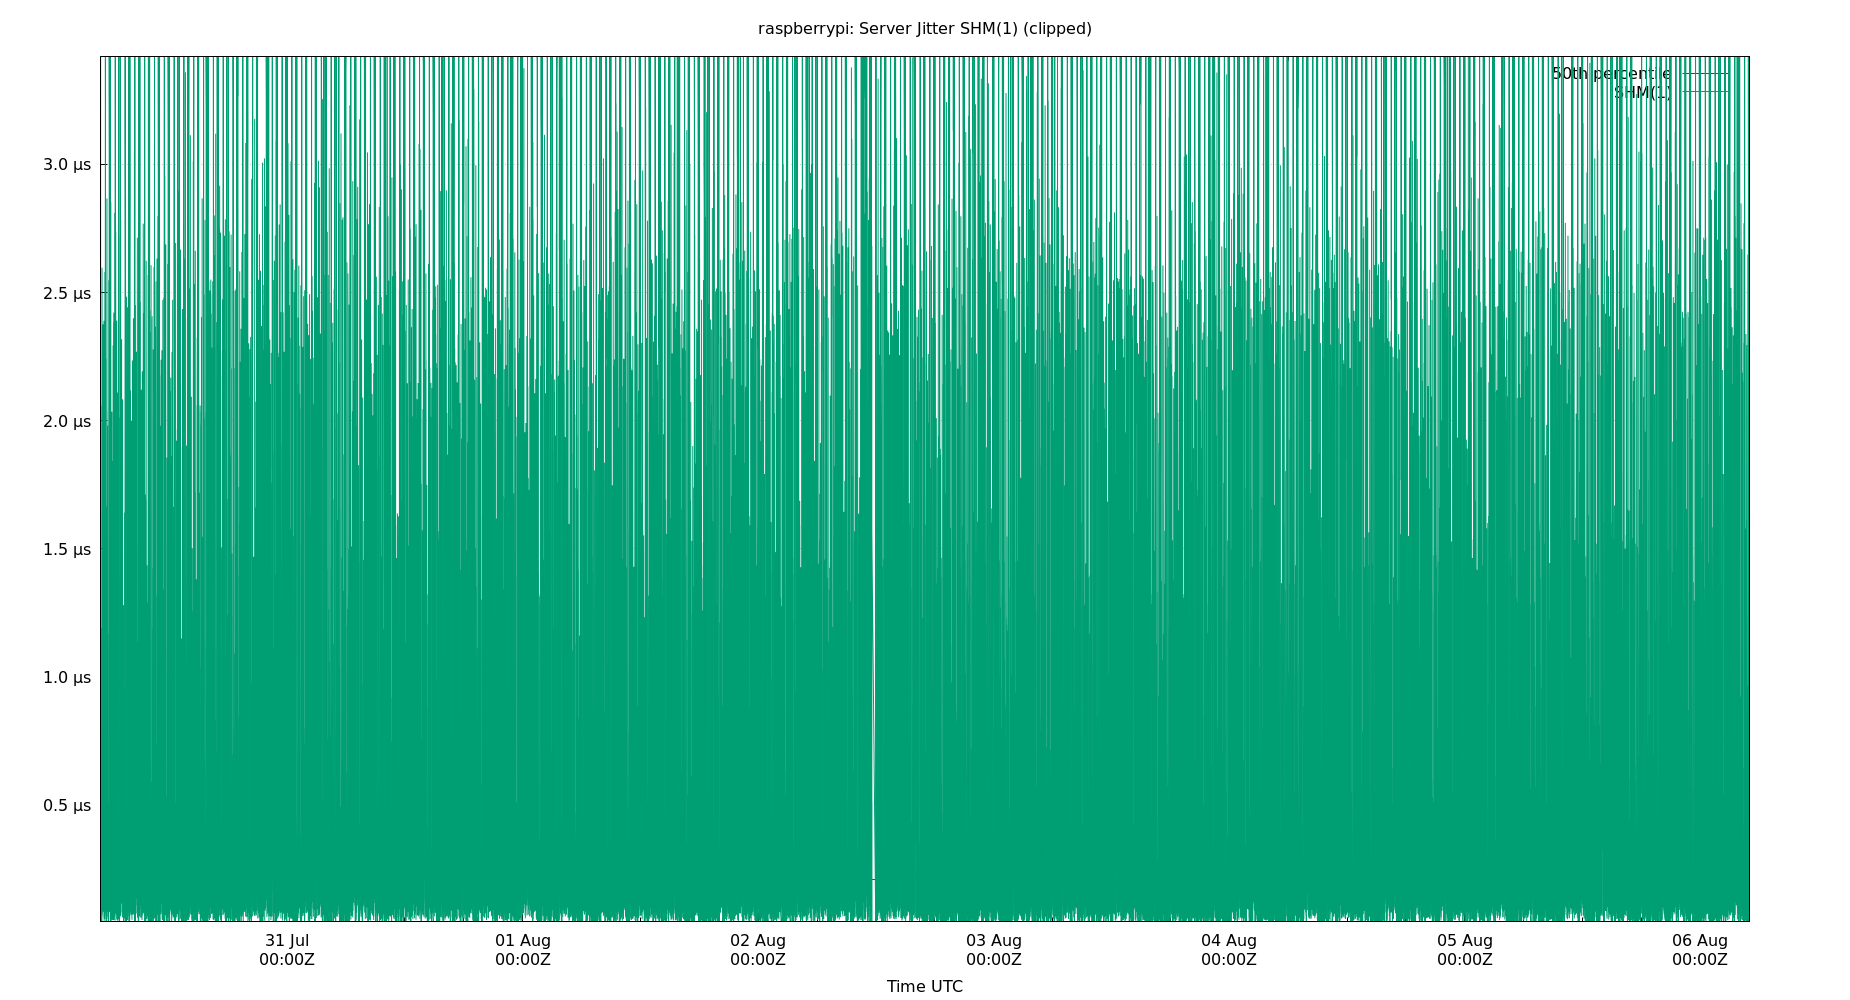 raspberrypi: Server Jitter SHM(1) (clipped)
50th percentile
SHM(1)
3.0 µs
2.5 µs
2.0 µs
1.5 µs
1.0 µs
0.5 µs
31 Jul 01 Aug 02 Aug 03 Aug 04 Aug 05 Aug 06 Aug
00:00Z 00:00Z 00:00Z 00:00Z 00:00Z 00:00Z 00:00Z
Time UTC